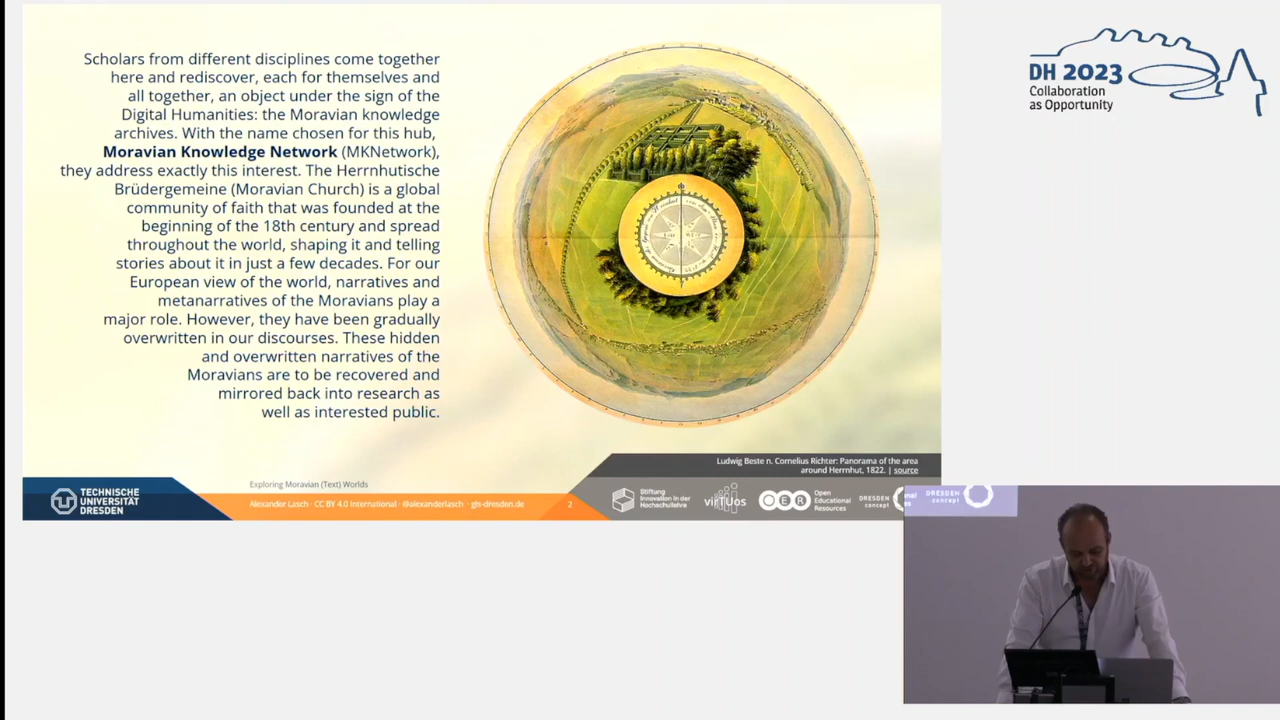 Scholars from different disciplines come together
here and rediscover, each for themselves and
all together, an object under the sign of the
Digital Humanities: the Moravian knowledge
archives. With the name chosen for this hub,
Moravian Knowledge Network (MKNetwork),
they address exactly this interest. The Herrnhutische
Brüdergemeine (Moravian Church) is a global
community of faith that was founded at the
beginning of the 18th century and spread
throughout the world, shaping it and telling
stories about it in just a few decades. For our
European view of the world, narratives and
metanarratives of the Moravians play a
major role. However, they have been gradually
overwritten in our discourses. These hidden
and overwritten narratives of the
Moravians are to be recovered and
mirrored back into research as
well as interested public.
Ludwig Beste n. Cornelius Richter: Panorama of the area
around Herrnhut, 1822. | source
Exploring Moravian (Text) Worlds
TECHNISCHE
UNIVERSITÄT
DRESDEN
Alexander Lasch · CC BY 4.0 International · @alexanderlasch · gls-dresden.de
2
Stiftung
Innovation in der
Hochschullehre
virTUos
OER
Open
Educational
Resources
DRESDEN
concept
DH 2023
Collaboration
as Opportunity
DRESDEN
concept